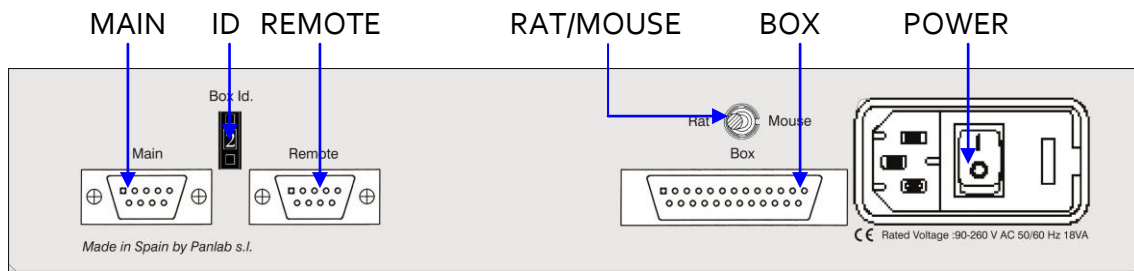 MAIN ID REMOTE RAT/MOUSE BOX POWER
Box Id.
2
Rat Mouse
Main Remote Box
Made in Spain by Panlab s.l.
CE Rated Voltage :90-260 V AC 50/60 Hz 18VA